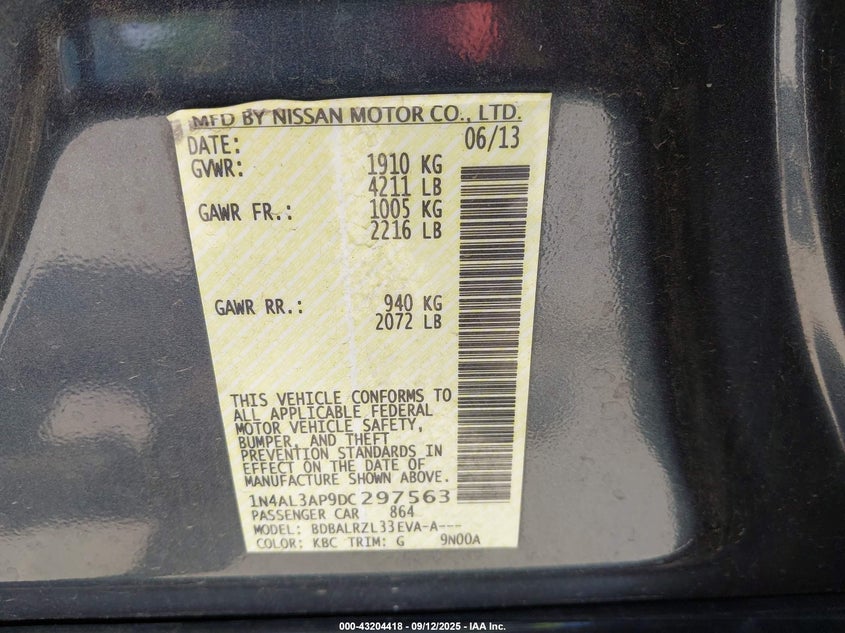 MFD BY NISSAN MOTOR CO., LTD.
DATE: 06/13
GVWR: 1910 KG
4211 LB
GAWR FR.: 1005 KG
2216 LB
GAWR RR.: 940 KG
2072 LB
THIS VEHICLE CONFORMS TO
ALL APPLICABLE FEDERAL
MOTOR VEHICLE SAFETY,
BUMPER, AND THEFT
PREVENTION STANDARDS IN
EFFECT ON THE DATE OF
MANUFACTURE SHOWN ABOVE.
1N4AL3AP9DC297563
PASSENGER CAR 864
MODEL: BDBALRZL33EVA-A---
COLOR: KBC TRIM: G 9N00A
000-43204418 - 09/12/2025 - IAA Inc.